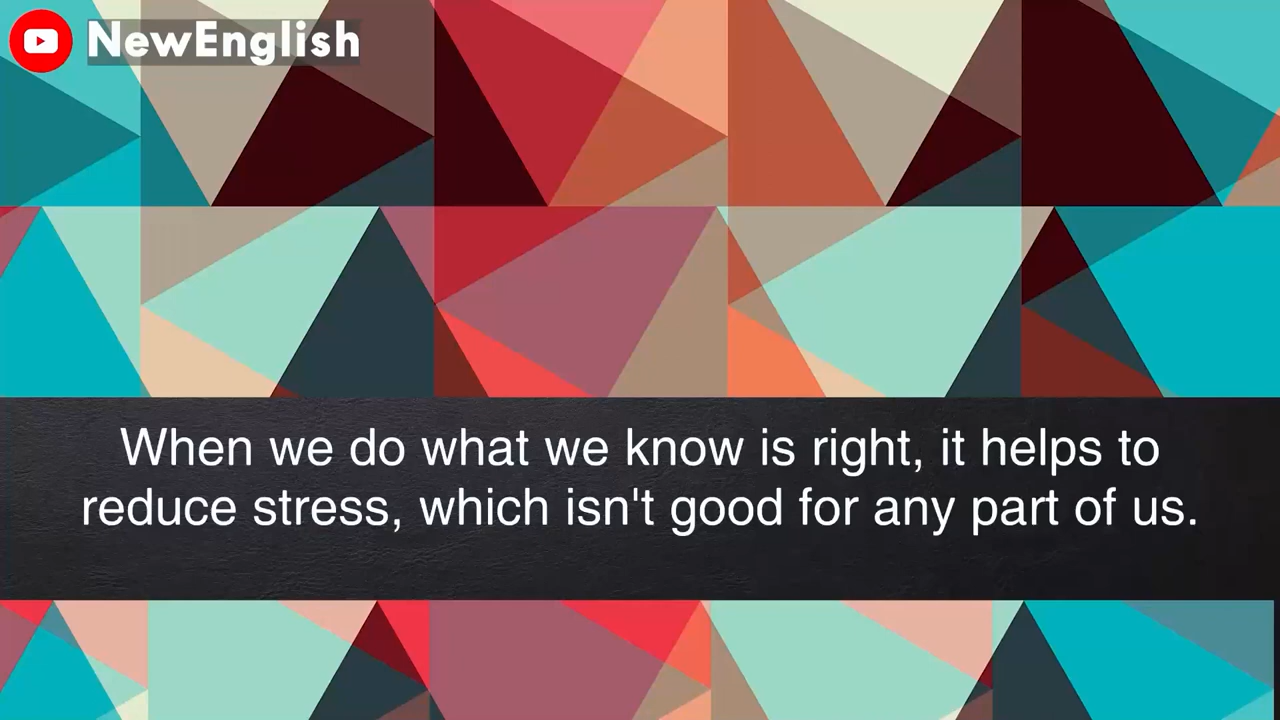 NewEnglish
When we do what we know is right, it helps to
reduce stress, which isn't good for any part of us.